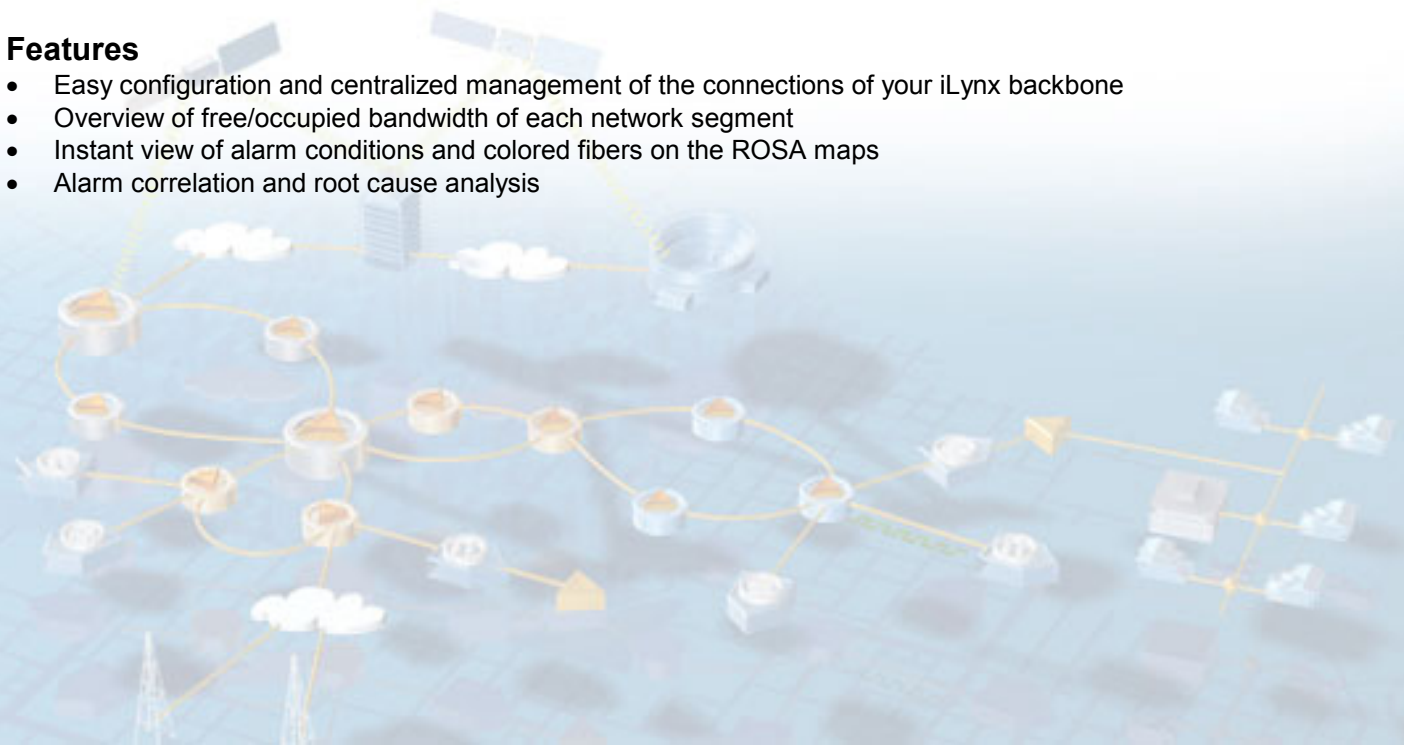 Features
• Easy configuration and centralized management of the connections of your iLynx backbone
• Overview of free/occupied bandwidth of each network segment
• Instant view of alarm conditions and colored fibers on the ROSA maps
• Alarm correlation and root cause analysis